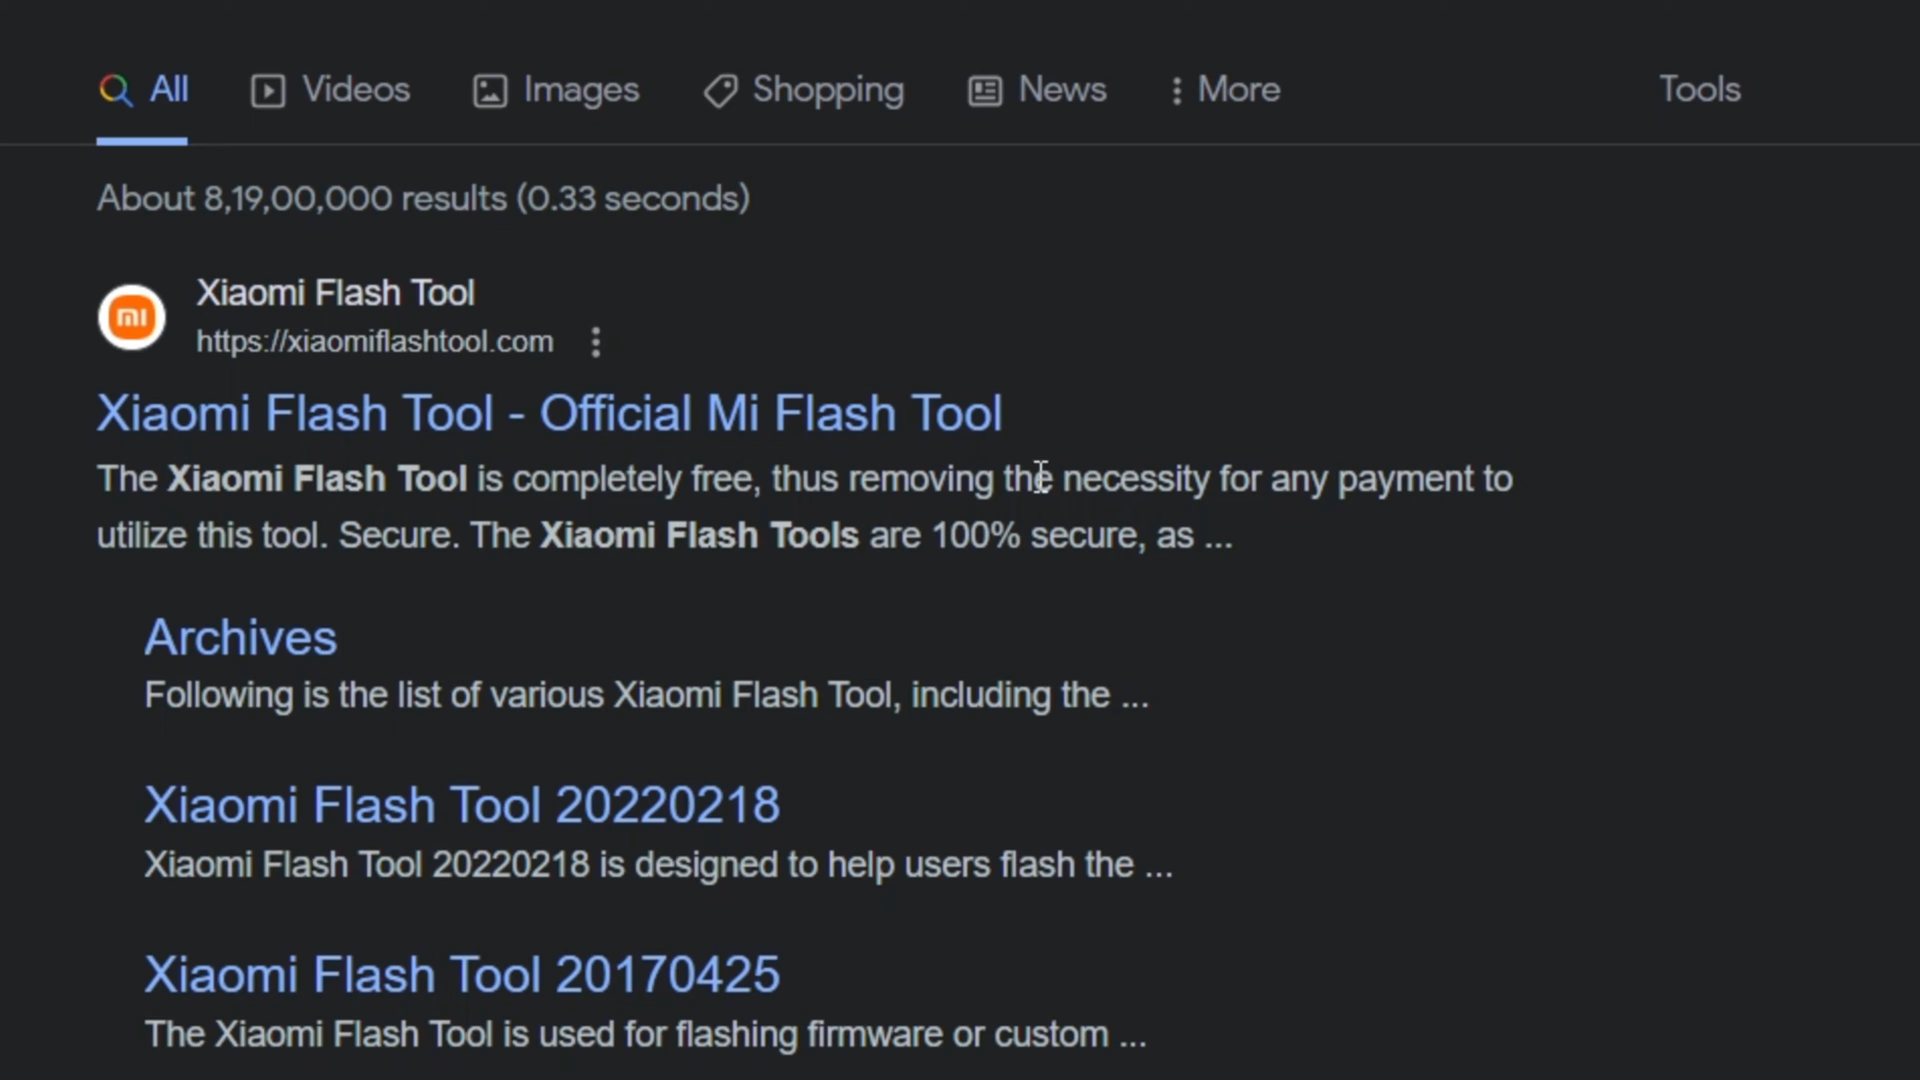 All Videos Images Shopping News More Tools
About 8,19,00,000 results (0.33 seconds)
mi
Xiaomi Flash Tool
https://xiaomiflashtool.com
Xiaomi Flash Tool - Official Mi Flash Tool
The Xiaomi Flash Tool is completely free, thus removing the necessity for any payment to
utilize this tool. Secure. The Xiaomi Flash Tools are 100% secure, as ...
Archives
Following is the list of various Xiaomi Flash Tool, including the ...
Xiaomi Flash Tool 20220218
Xiaomi Flash Tool 20220218 is designed to help users flash the ...
Xiaomi Flash Tool 20170425
The Xiaomi Flash Tool is used for flashing firmware or custom ...